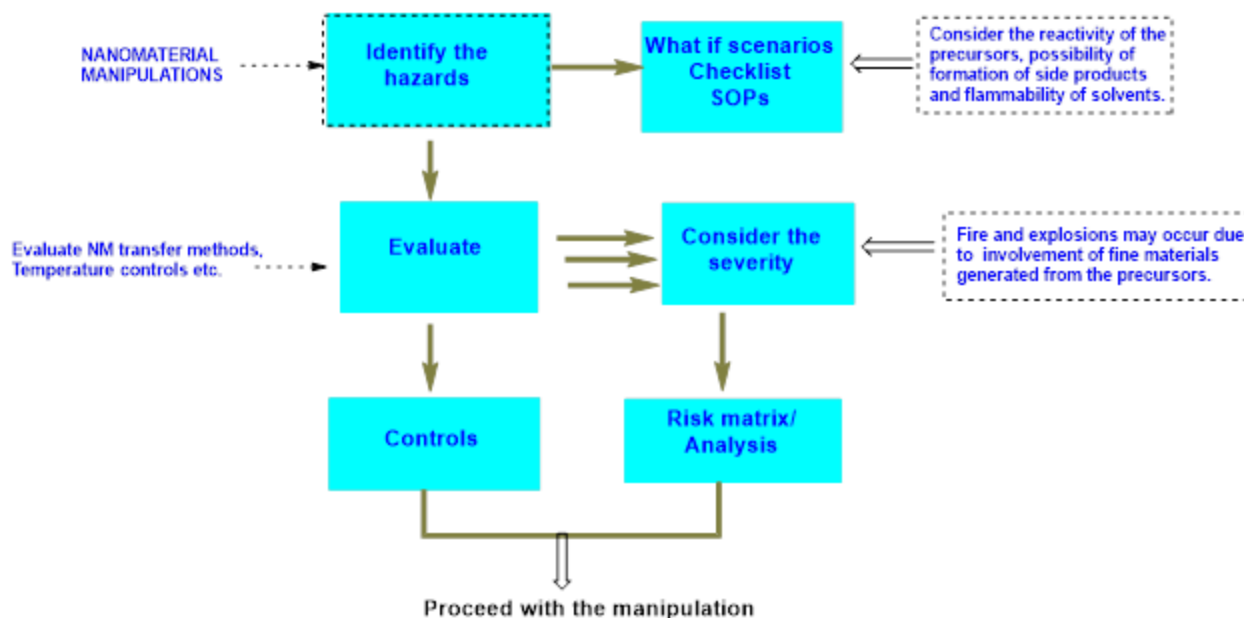 NANOMATERIAL
MANIPULATIONS
Identify the
hazards
What if scenarios
Checklist
SOPs
Consider the reactivity of the
precursors, possibility of
formation of side products
and flammability of solvents.
Evaluate NM transfer methods,
Temperature controls etc.
Evaluate
Consider the
severity
Fire and explosions may occur due
to involvement of fine materials
generated from the precursors.
Controls
Risk matrix/
Analysis
Proceed with the manipulation